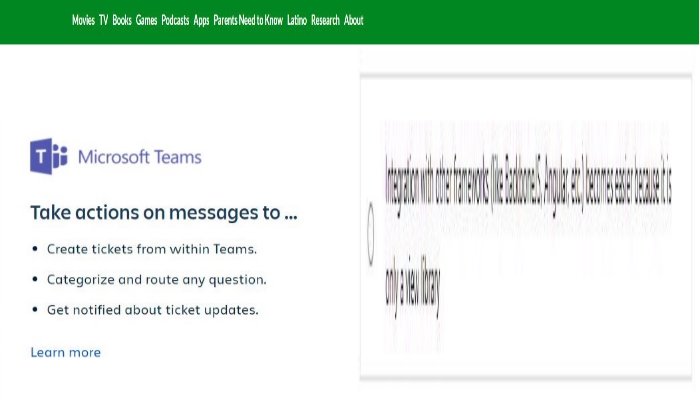 Movies TV Books Games Podcasts Apps Parents Need to Know Latino Research About
Microsoft Teams
Take actions on messages to ...
Create tickets from within Teams.
Categorize and route any question.
Get notified about ticket updates.
Learn more
Integration with other frameworks (like BackboneJS, Angular, etc.) becomes easier because it is
only a view library